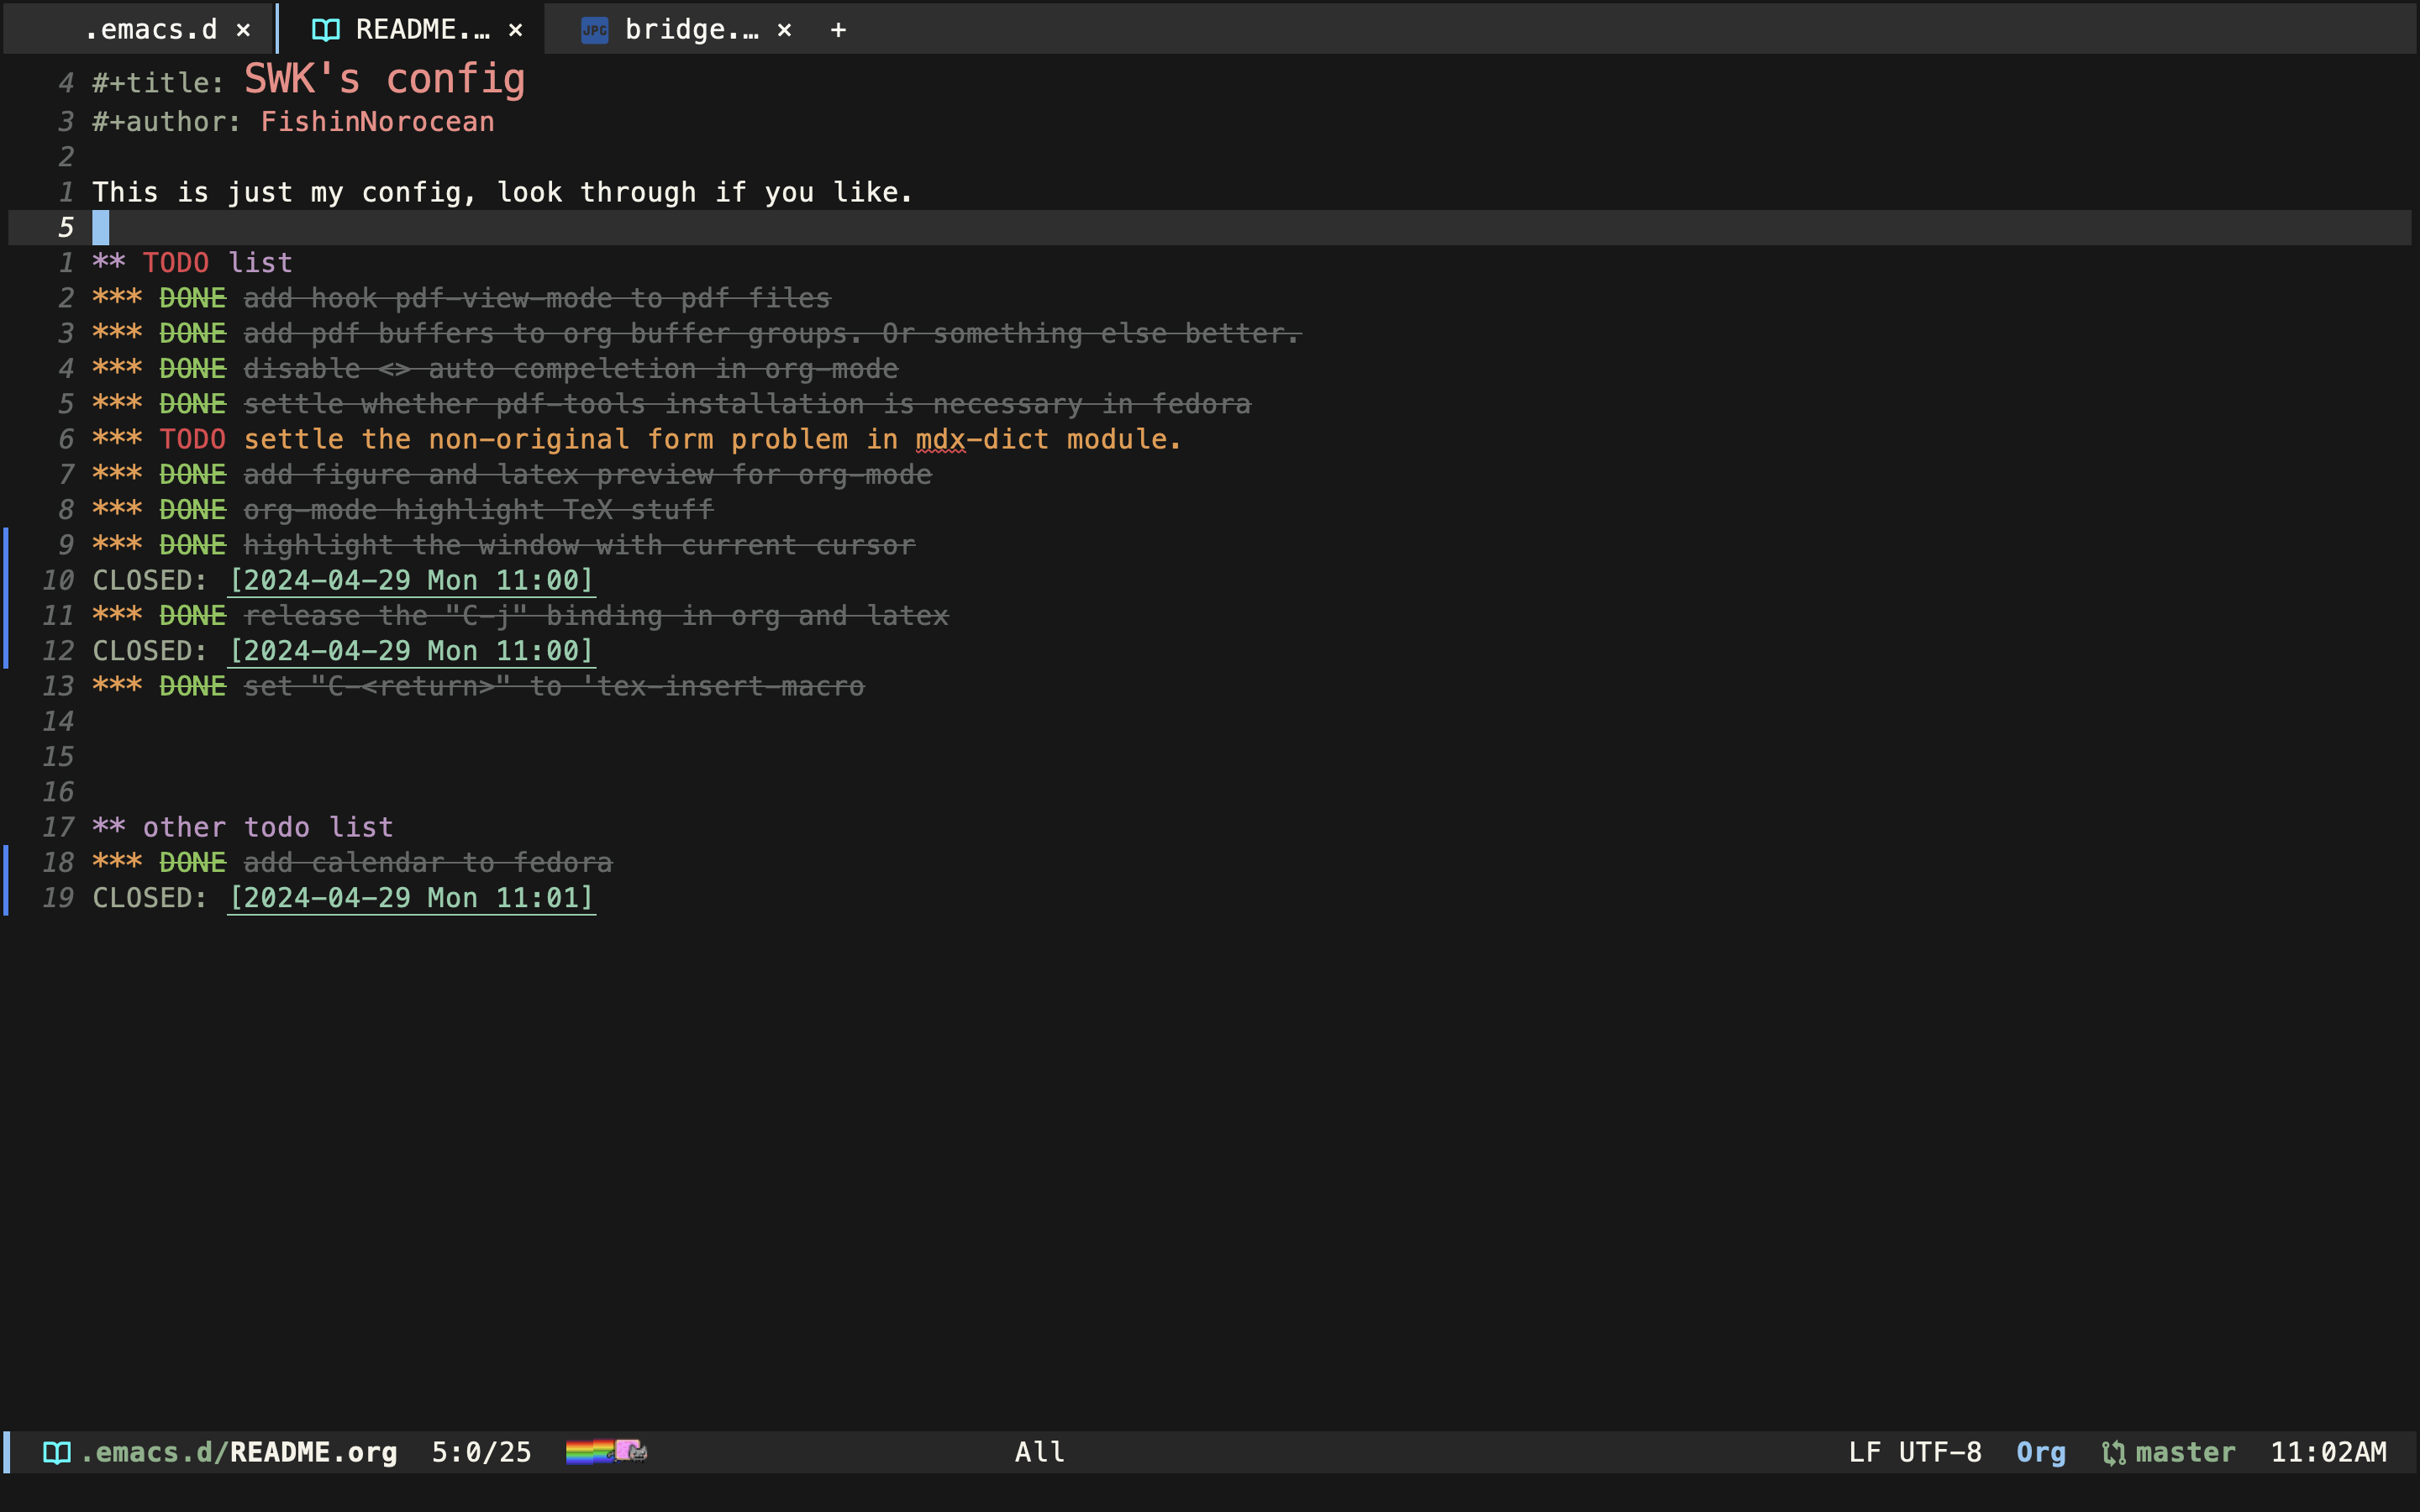 .emacs.d × README.… × JPG bridge.… × +
4 #+title: SWK's config
3 #+author: FishinNorocean
2
1 This is just my config, look through if you like.
5
1 ** TODO list
2 *** DONE add hook pdf-view-mode to pdf files
3 *** DONE add pdf buffers to org buffer groups. Or something else better.
4 *** DONE disable <> auto compeletion in org-mode
5 *** DONE settle whether pdf-tools installation is necessary in fedora
6 *** TODO settle the non-original form problem in mdx-dict module.
7 *** DONE add figure and latex preview for org-mode
8 *** DONE org-mode highlight TeX stuff
9 *** DONE highlight the window with current cursor
10 CLOSED: [2024-04-29 Mon 11:00]
11 *** DONE release the "C-j" binding in org and latex
12 CLOSED: [2024-04-29 Mon 11:00]
13 *** DONE set "C-<return>" to 'tex-insert-macro
14
15
16
17 ** other todo list
18 *** DONE add calendar to fedora
19 CLOSED: [2024-04-29 Mon 11:01]
.emacs.d/README.org 5:0/25 All LF UTF-8 Org master 11:02AM